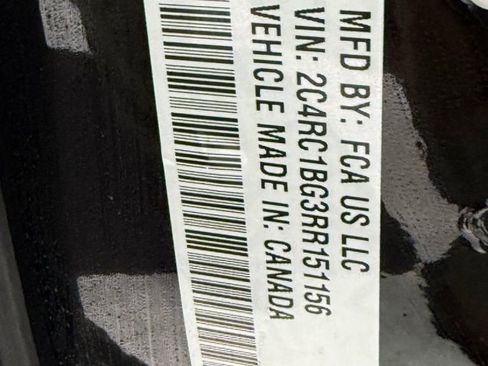 MFD BY: FCA US LLC
VIN: 2C4RC1BG3RR151156
VEHICLE MADE IN: CANADA